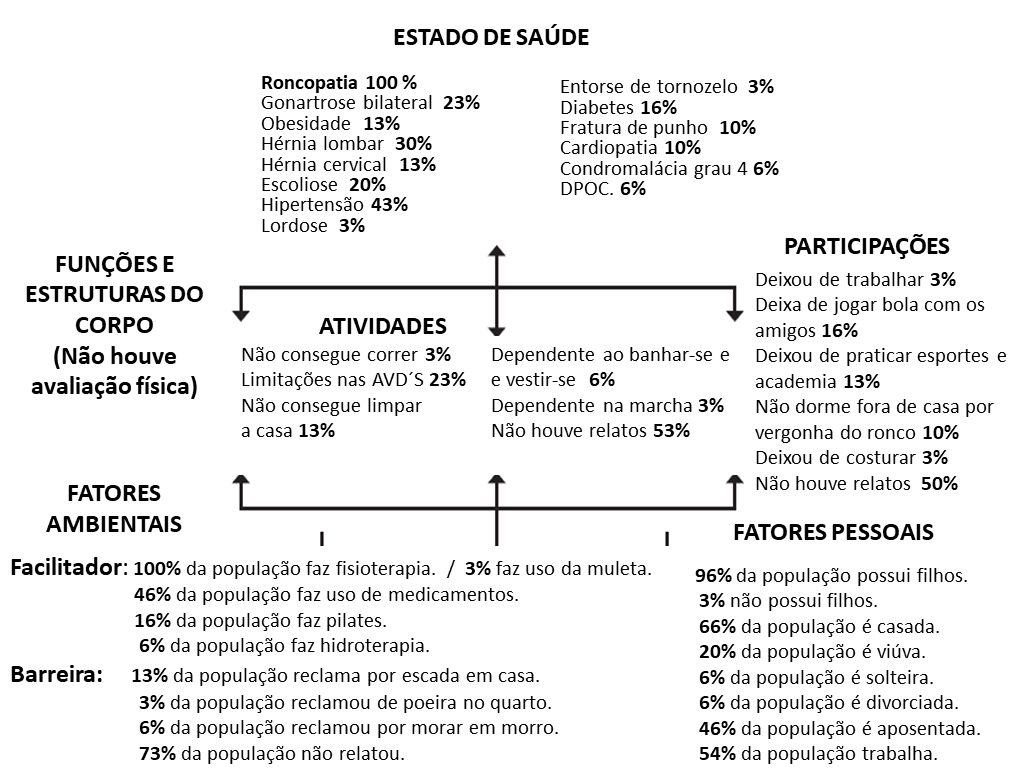 ESTADO DE SAÚDE
Roncopatia 100 %
Gonartrose bilateral 23%
Obesidade 13%
Hérnia lombar 30%
Hérnia cervical 13%
Escoliose 20%
Hipertensão 43%
Lordose 3%
Entorse de tornozelo 3%
Diabetes 16%
Fratura de punho 10%
Cardiopatia 10%
Condromalácia grau 4 6%
DPOC. 6%
FUNÇÕES E
ESTRUTURAS DO
CORPO
(Não houve
avaliação física)
ATIVIDADES
Não consegue correr 3%
Limitações nas AVD´S 23%
Não consegue limpar
a casa 13%
Dependente ao banhar-se e
e vestir-se 6%
Dependente na marcha 3%
Não houve relatos 53%
PARTICIPAÇÕES
Deixou de trabalhar 3%
Deixa de jogar bola com os
amigos 16%
Deixou de praticar esportes e
academia 13%
Não dorme fora de casa por
vergonha do ronco 10%
Deixou de costurar 3%
Não houve relatos 50%
FATORES
AMBIENTAIS
Facilitador: 100% da população faz fisioterapia. / 3% faz uso da muleta.
46% da população faz uso de medicamentos.
16% da população faz pilates.
6% da população faz hidroterapia.
Barreira: 13% da população reclama por escada em casa.
3% da população reclamou de poeira no quarto.
6% da população reclamou por morar em morro.
73% da população não relatou.
FATORES PESSOAIS
96% da população possui filhos.
3% não possui filhos.
66% da população é casada.
20% da população é viúva.
6% da população é solteira.
6% da população é divorciada.
46% da população é aposentada.
54% da população trabalha.